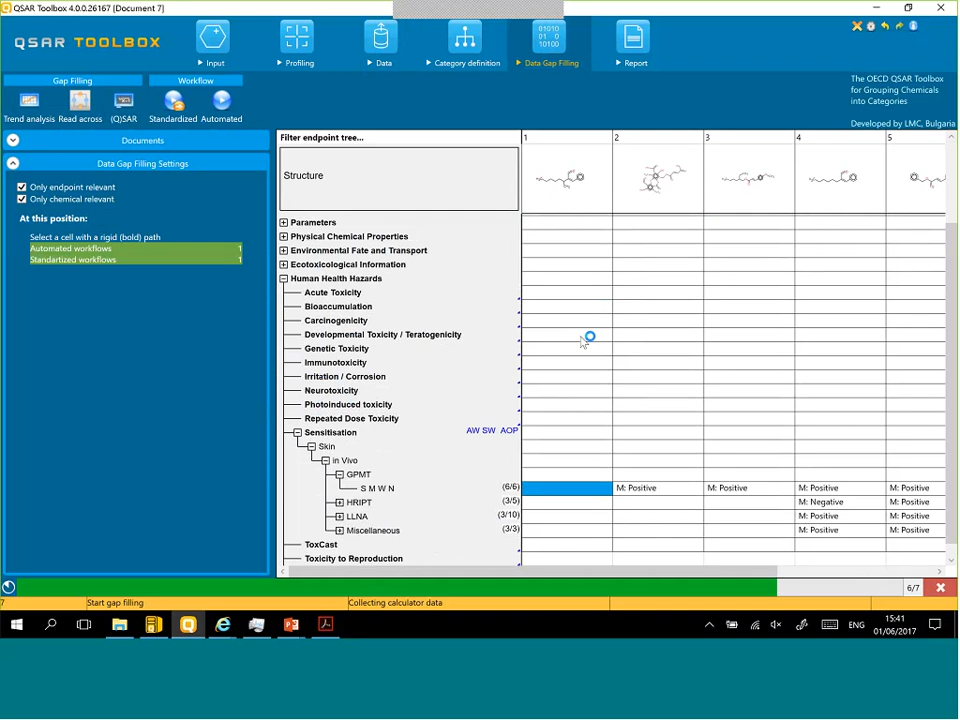 QSAR Toolbox 4.0.0.26167 [Document 7]
QSAR TOOLBOX
Input
Profiling
Data
Category definition
Data Gap Filling
Report
01010
01 0
10100
The OECD QSAR Toolbox
for Grouping Chemicals
into Categories
Developed by LMC, Bulgaria
Gap Filling
Workflow
Trend analysis Read across (Q)SAR Standardized Automated
Documents
Data Gap Filling Settings
Only endpoint relevant
Only chemical relevant
At this position:
Select a cell with a rigid (bold) path
Automated workflows 1
Standartized workflows 1
Filter endpoint tree... 1 2 3 4 5
Structure
Parameters
Physical Chemical Properties
Environmental Fate and Transport
Ecotoxicological Information
Human Health Hazards
Acute Toxicity
Bioaccumulation
Carcinogenicity
Developmental Toxicity / Teratogenicity
Genetic Toxicity
Immunotoxicity
Irritation / Corrosion
Neurotoxicity
Photoinduced toxicity
Repeated Dose Toxicity
Sensitisation AW SW AOP
Skin
in Vivo
GPMT
S M W N (6/6) M: Positive M: Positive M: Positive M: Positive
HRIPT (3/5) M: Negative M: Positive
LLNA (3/10) M: Positive M: Positive
Miscellaneous (3/3) M: Positive M: Positive
ToxCast
Toxicity to Reproduction
6/7
7 Start gap filling Collecting calculator data
ENG
15:41
01/06/2017